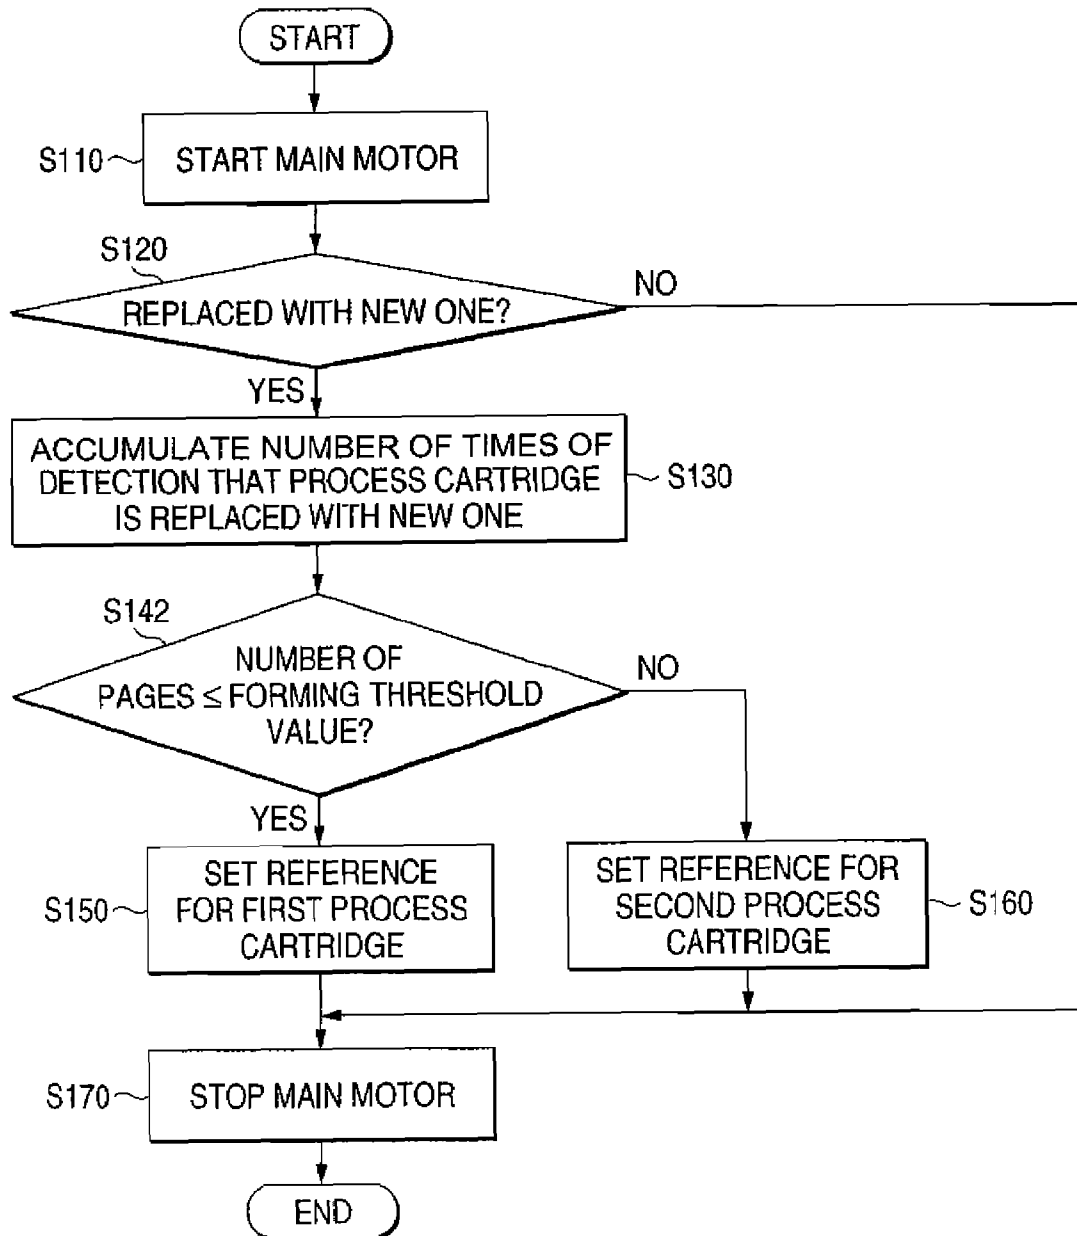 START
S110
START MAIN MOTOR
S120
REPLACED WITH NEW ONE?
NO
YES
ACCUMULATE NUMBER OF TIMES OF
DETECTION THAT PROCESS CARTRIDGE
IS REPLACED WITH NEW ONE
S130
S142
NUMBER OF
PAGES ≤ FORMING THRESHOLD
VALUE?
NO
YES
S150
SET REFERENCE
FOR FIRST PROCESS
CARTRIDGE
SET REFERENCE FOR
SECOND PROCESS
CARTRIDGE
S160
S170
STOP MAIN MOTOR
END